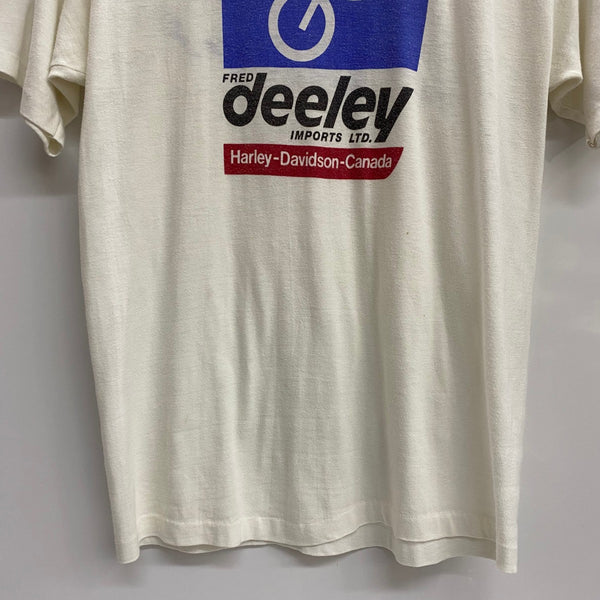 FRED
deeley
IMPORTS LTD.
Harley-Davidson-Canada